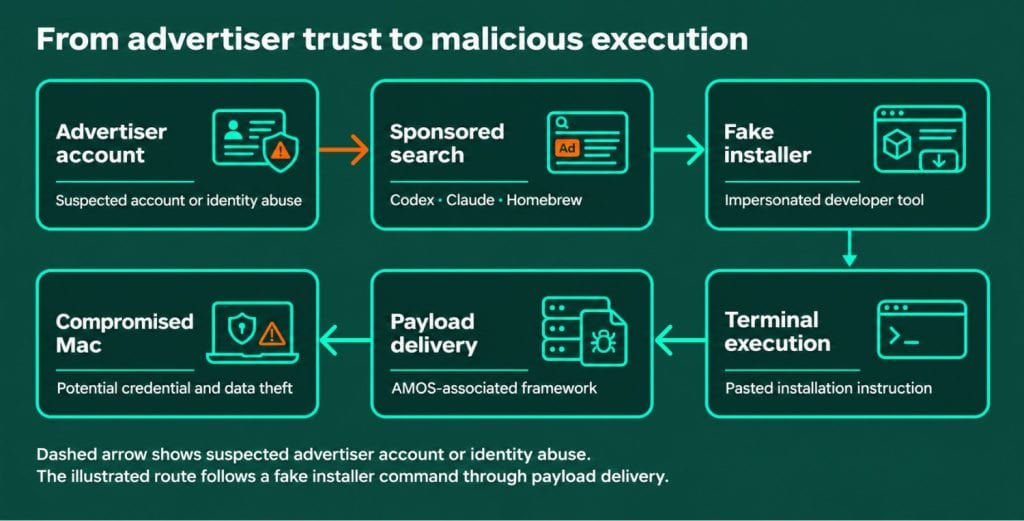 From advertiser trust to malicious execution
Advertiser
account
Suspected account or identity abuse
Sponsored
search
Ad
Codex · Claude · Homebrew
Fake
installer
Impersonated developer tool
Compromised
Mac
Potential credential and data theft
Payload
delivery
AMOS-associated framework
Terminal
execution
>_
Pasted installation instruction
Dashed arrow shows suspected advertiser account or identity abuse.
The illustrated route follows a fake installer command through payload delivery.